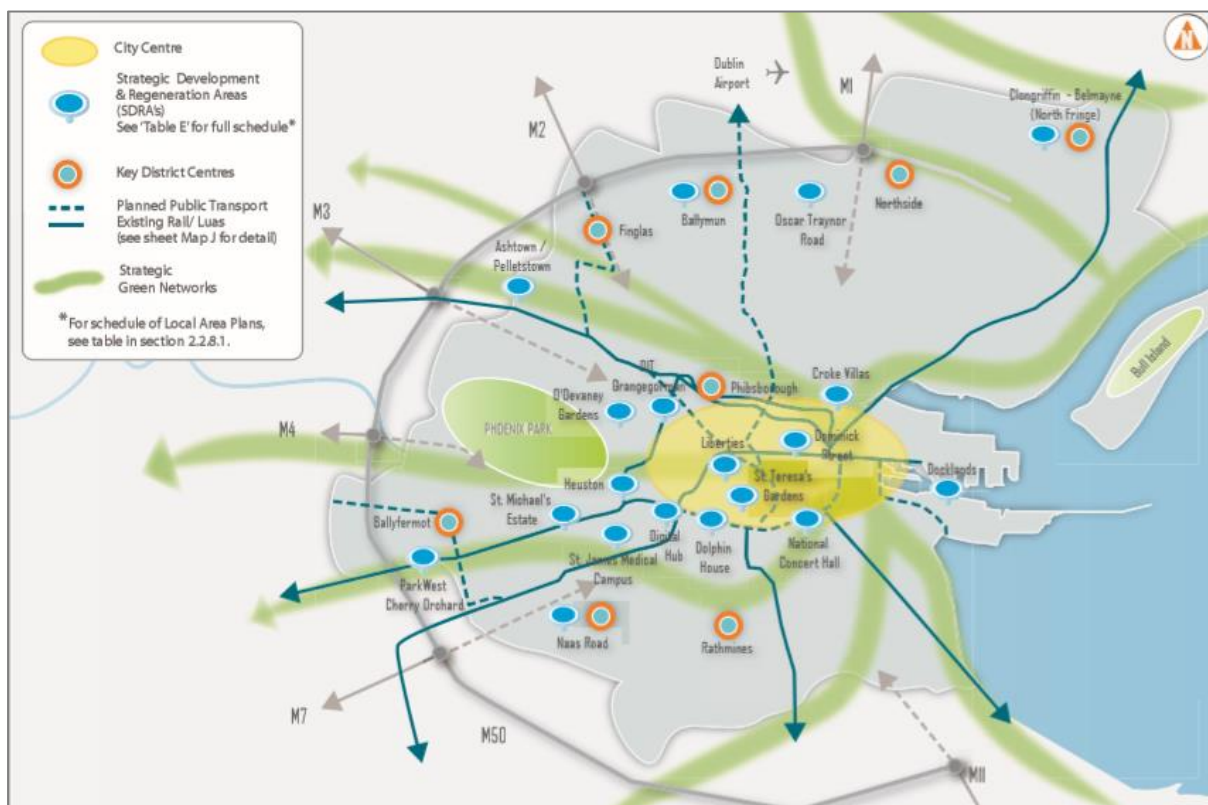 City Centre
Strategic Development
& Regeneration Areas
(SDRA's)
See 'Table E' for full schedule*
Key District Centres
Planned Public Transport
Existing Rail/ Luas
(see sheet Map J for detail)
Strategic
Green Networks
*For schedule of Local Area Plans,
see table in section 2.2.8.1.
N
Dublin
Airport
M1
Clongriffin - Belmayne
(North Fringe)
M2
Ballymun
Oscar Traynor
Road
Northside
Finglas
M3
Ashtown /
Pelletstown
Bull Island
DIT
Grangegorman
Phibsborough
Croke Villas
O'Devaney
Gardens
PHOENIX PARK
M4
Liberties
Dominick
Street
Heuston
St. Teresa's
Gardens
Docklands
St. Michael's
Estate
Ballyfermot
Digital
Hub
Dolphin
House
National
Concert Hall
St. James Medical
Campus
ParkWest
Cherry Orchard
Naas Road
Rathmines
M7
M50
M11